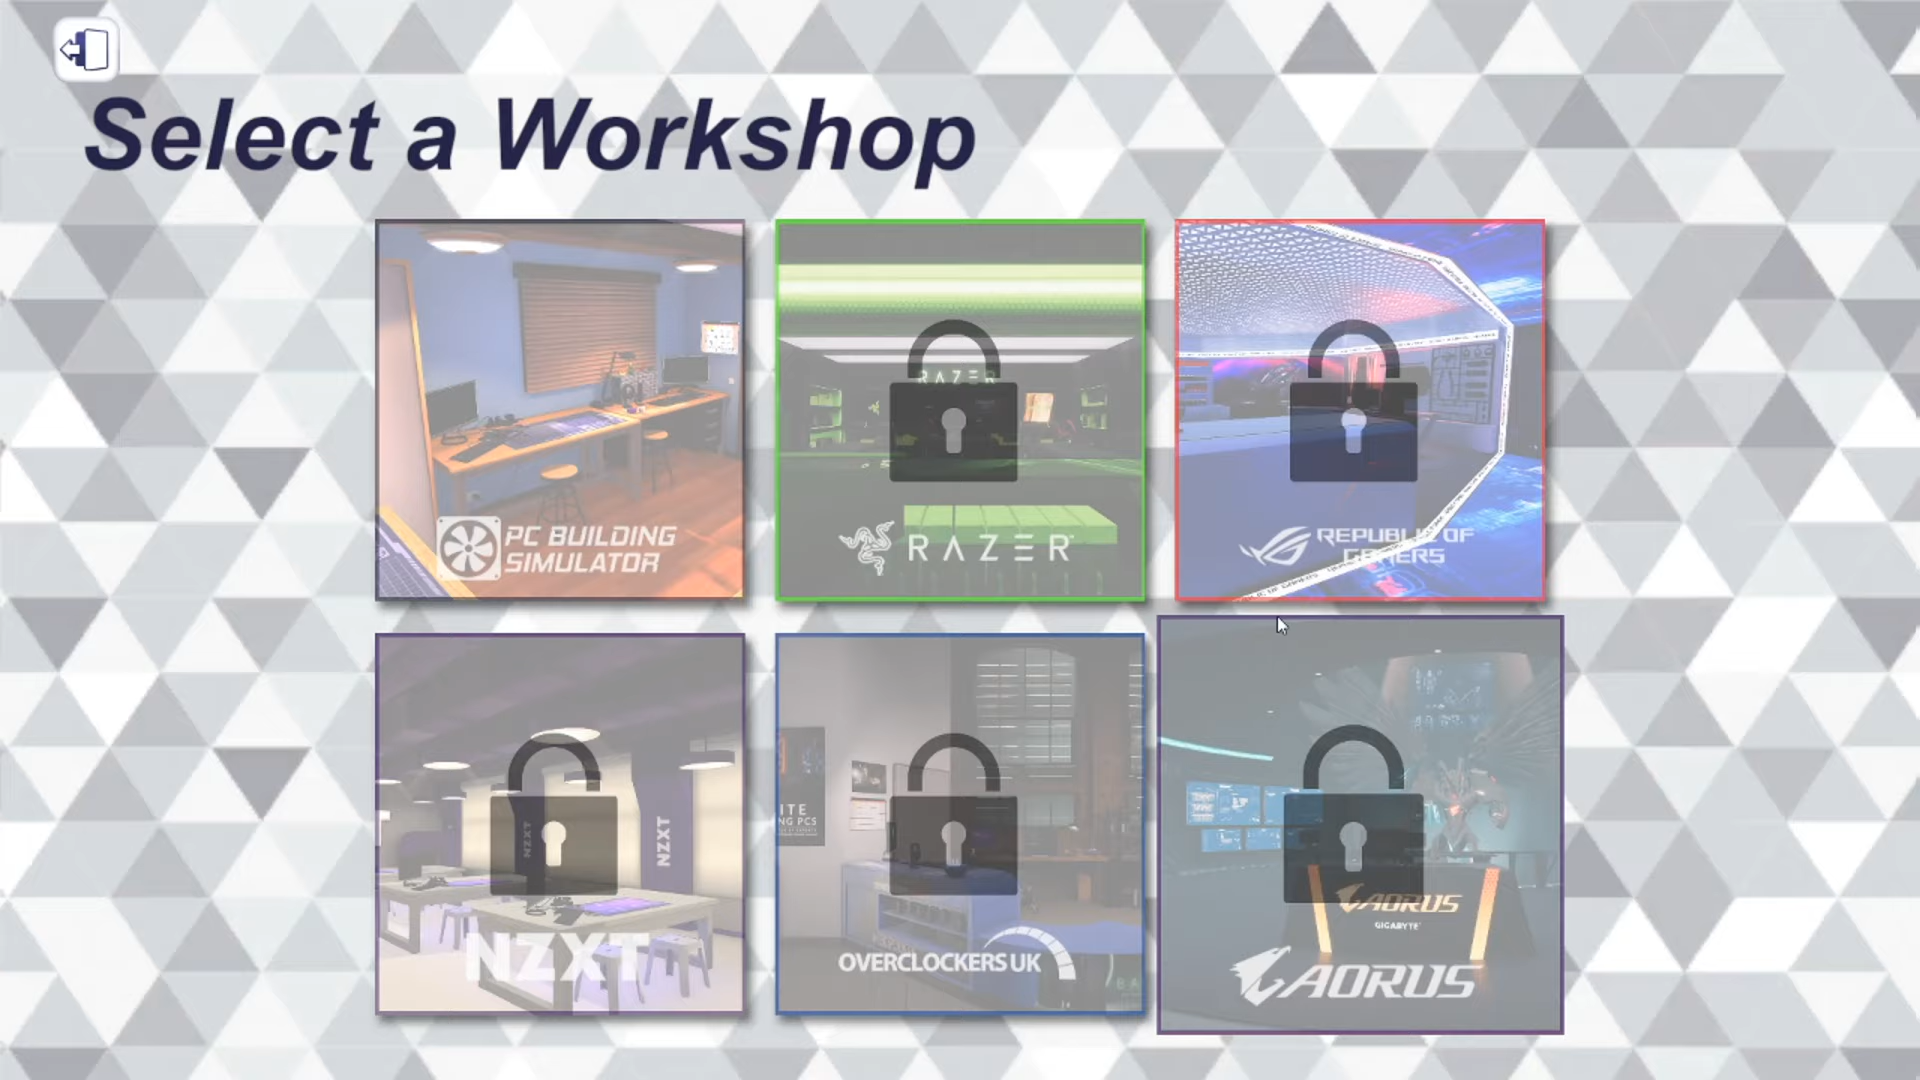 Select a Workshop
RAZER
PC BUILDING
SIMULATOR
RAZER
REPUBLIC OF
GAMERS
NZXT
NZXT
NZXT
OVERCLOCKERS UK
AORUS
GIGABYTE
AORUS